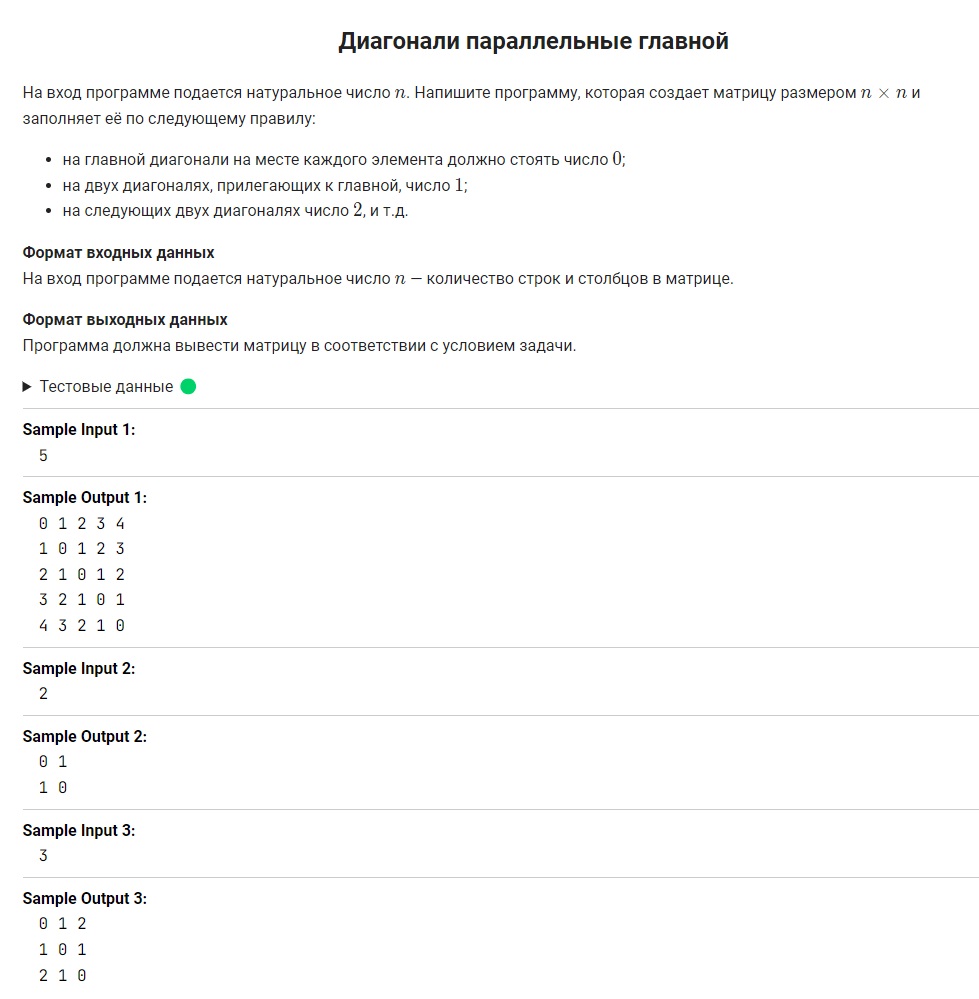 Диагонали параллельные главной
На вход программе подается натуральное число n. Напишите программу, которая создает матрицу размером n × n и
заполняет её по следующему правилу:
• на главной диагонали на месте каждого элемента должно стоять число 0;
• на двух диагоналях, прилегающих к главной, число 1;
• на следующих двух диагоналях число 2, и т.д.
Формат входных данных
На вход программе подается натуральное число n — количество строк и столбцов в матрице.
Формат выходных данных
Программа должна вывести матрицу в соответствии с условием задачи.
Тестовые данные
Sample Input 1:
5
Sample Output 1:
0 1 2 3 4
1 0 1 2 3
2 1 0 1 2
3 2 1 0 1
4 3 2 1 0
Sample Input 2:
2
Sample Output 2:
0 1
1 0
Sample Input 3:
3
Sample Output 3:
0 1 2
1 0 1
2 1 0